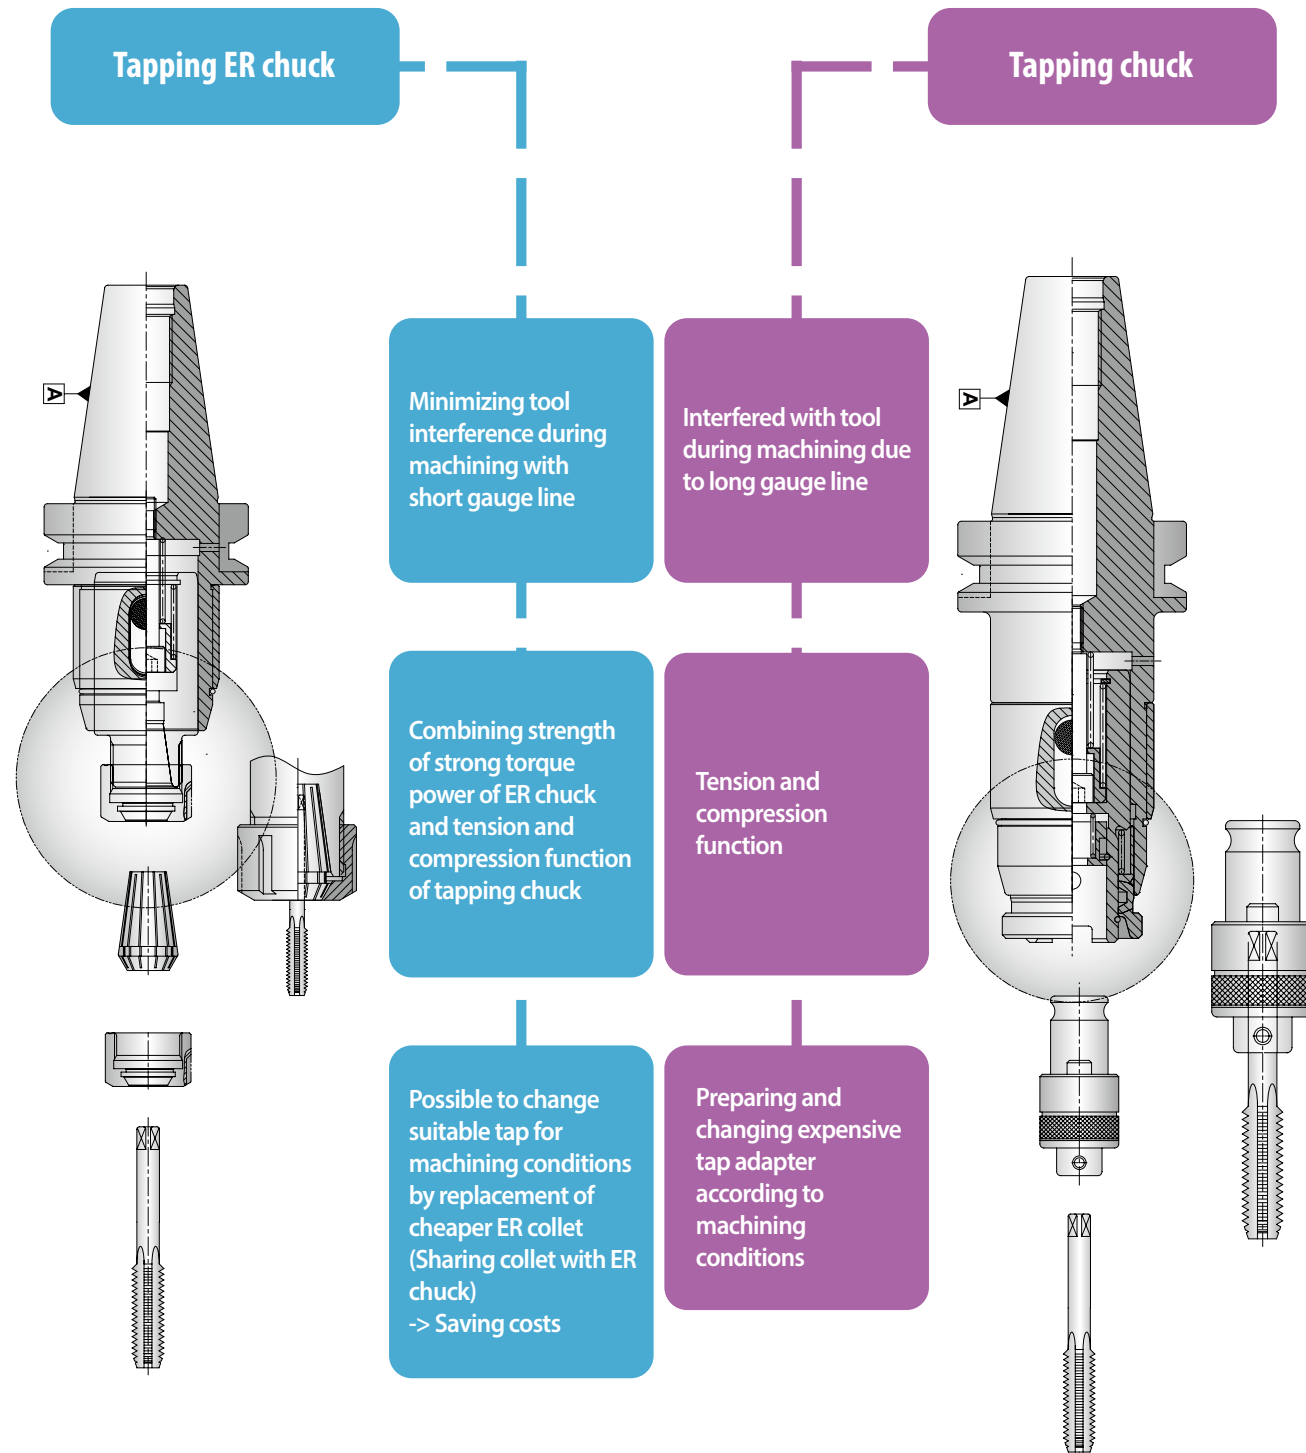 Tapping ER chuck
Tapping chuck
A
A
Minimizing tool
interference during
machining with
short gauge line
Interfered with tool
during machining due
to long gauge line
Combining strength
of strong torque
power of ER chuck
and tension and
compression function
of tapping chuck
Tension and
compression
function
Possible to change
suitable tap for
machining conditions
by replacement of
cheaper ER collet
(Sharing collet with ER
chuck)
-> Saving costs
Preparing and
changing expensive
tap adapter
according to
machining
conditions